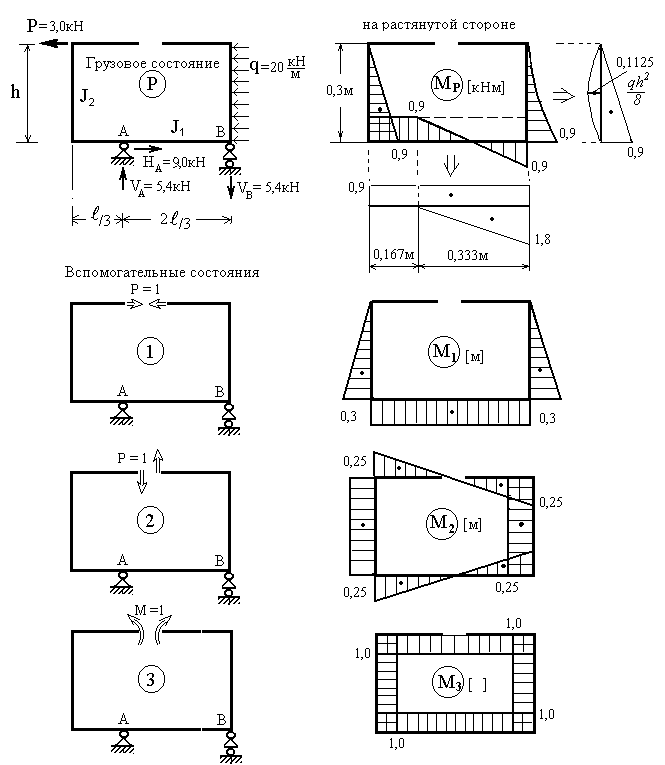 P=3,0кН
Грузовое состояние
P
h
J₂
J₁
A
B
q=20 кН/м
H_A=9,0кН
V_A=5,4кН
V_B=5,4кН
ℓ/3
2ℓ/3
на растянутой стороне
0,3м
M_P [кНм]
0,9
0,9
0,9
0,9
0,1125
qh²/8
0,9
0,9
1,8
0,167м
0,333м
Вспомогательные состояния
P = 1
1
A
B
M₁ [м]
0,3
0,3
P = 1
2
A
B
0,25
0,25
M₂ [м]
0,25
0,25
M =1
3
A
B
1,0
1,0
M₃ [ ]
1,0
1,0